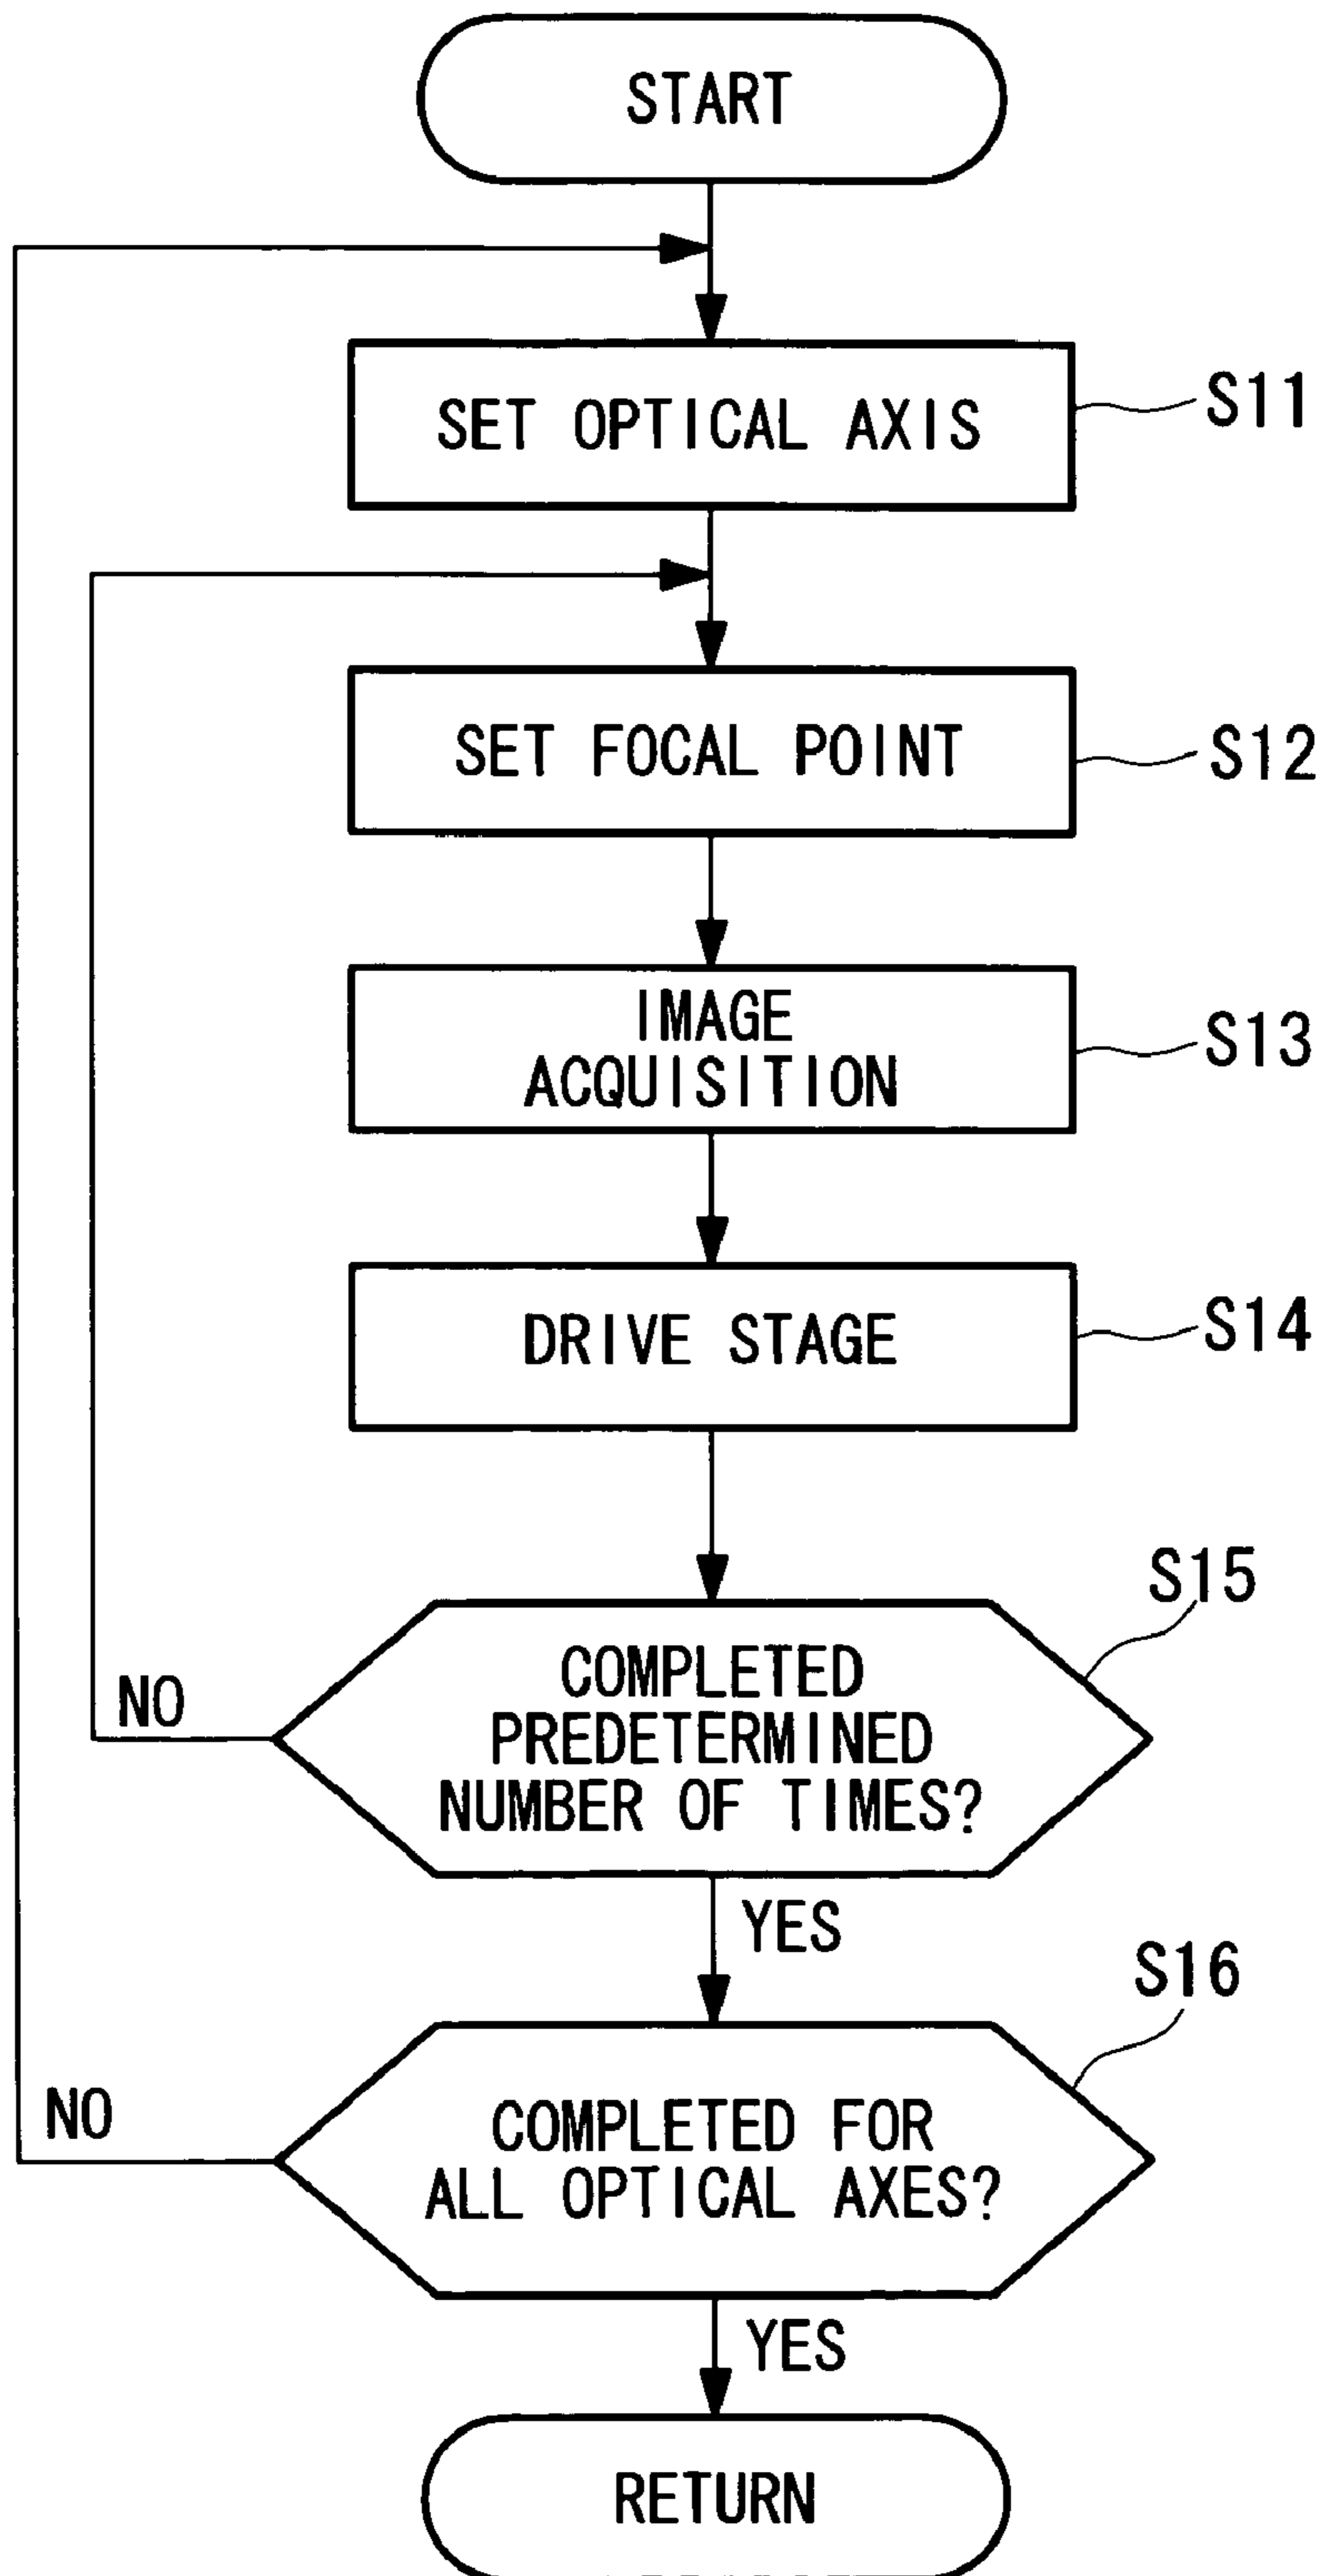 START
SET OPTICAL AXIS
S11
SET FOCAL POINT
S12
IMAGE
ACQUISITION
S13
DRIVE STAGE
S14
S15
COMPLETED
PREDETERMINED
NUMBER OF TIMES?
NO
YES
S16
COMPLETED FOR
ALL OPTICAL AXES?
NO
YES
RETURN